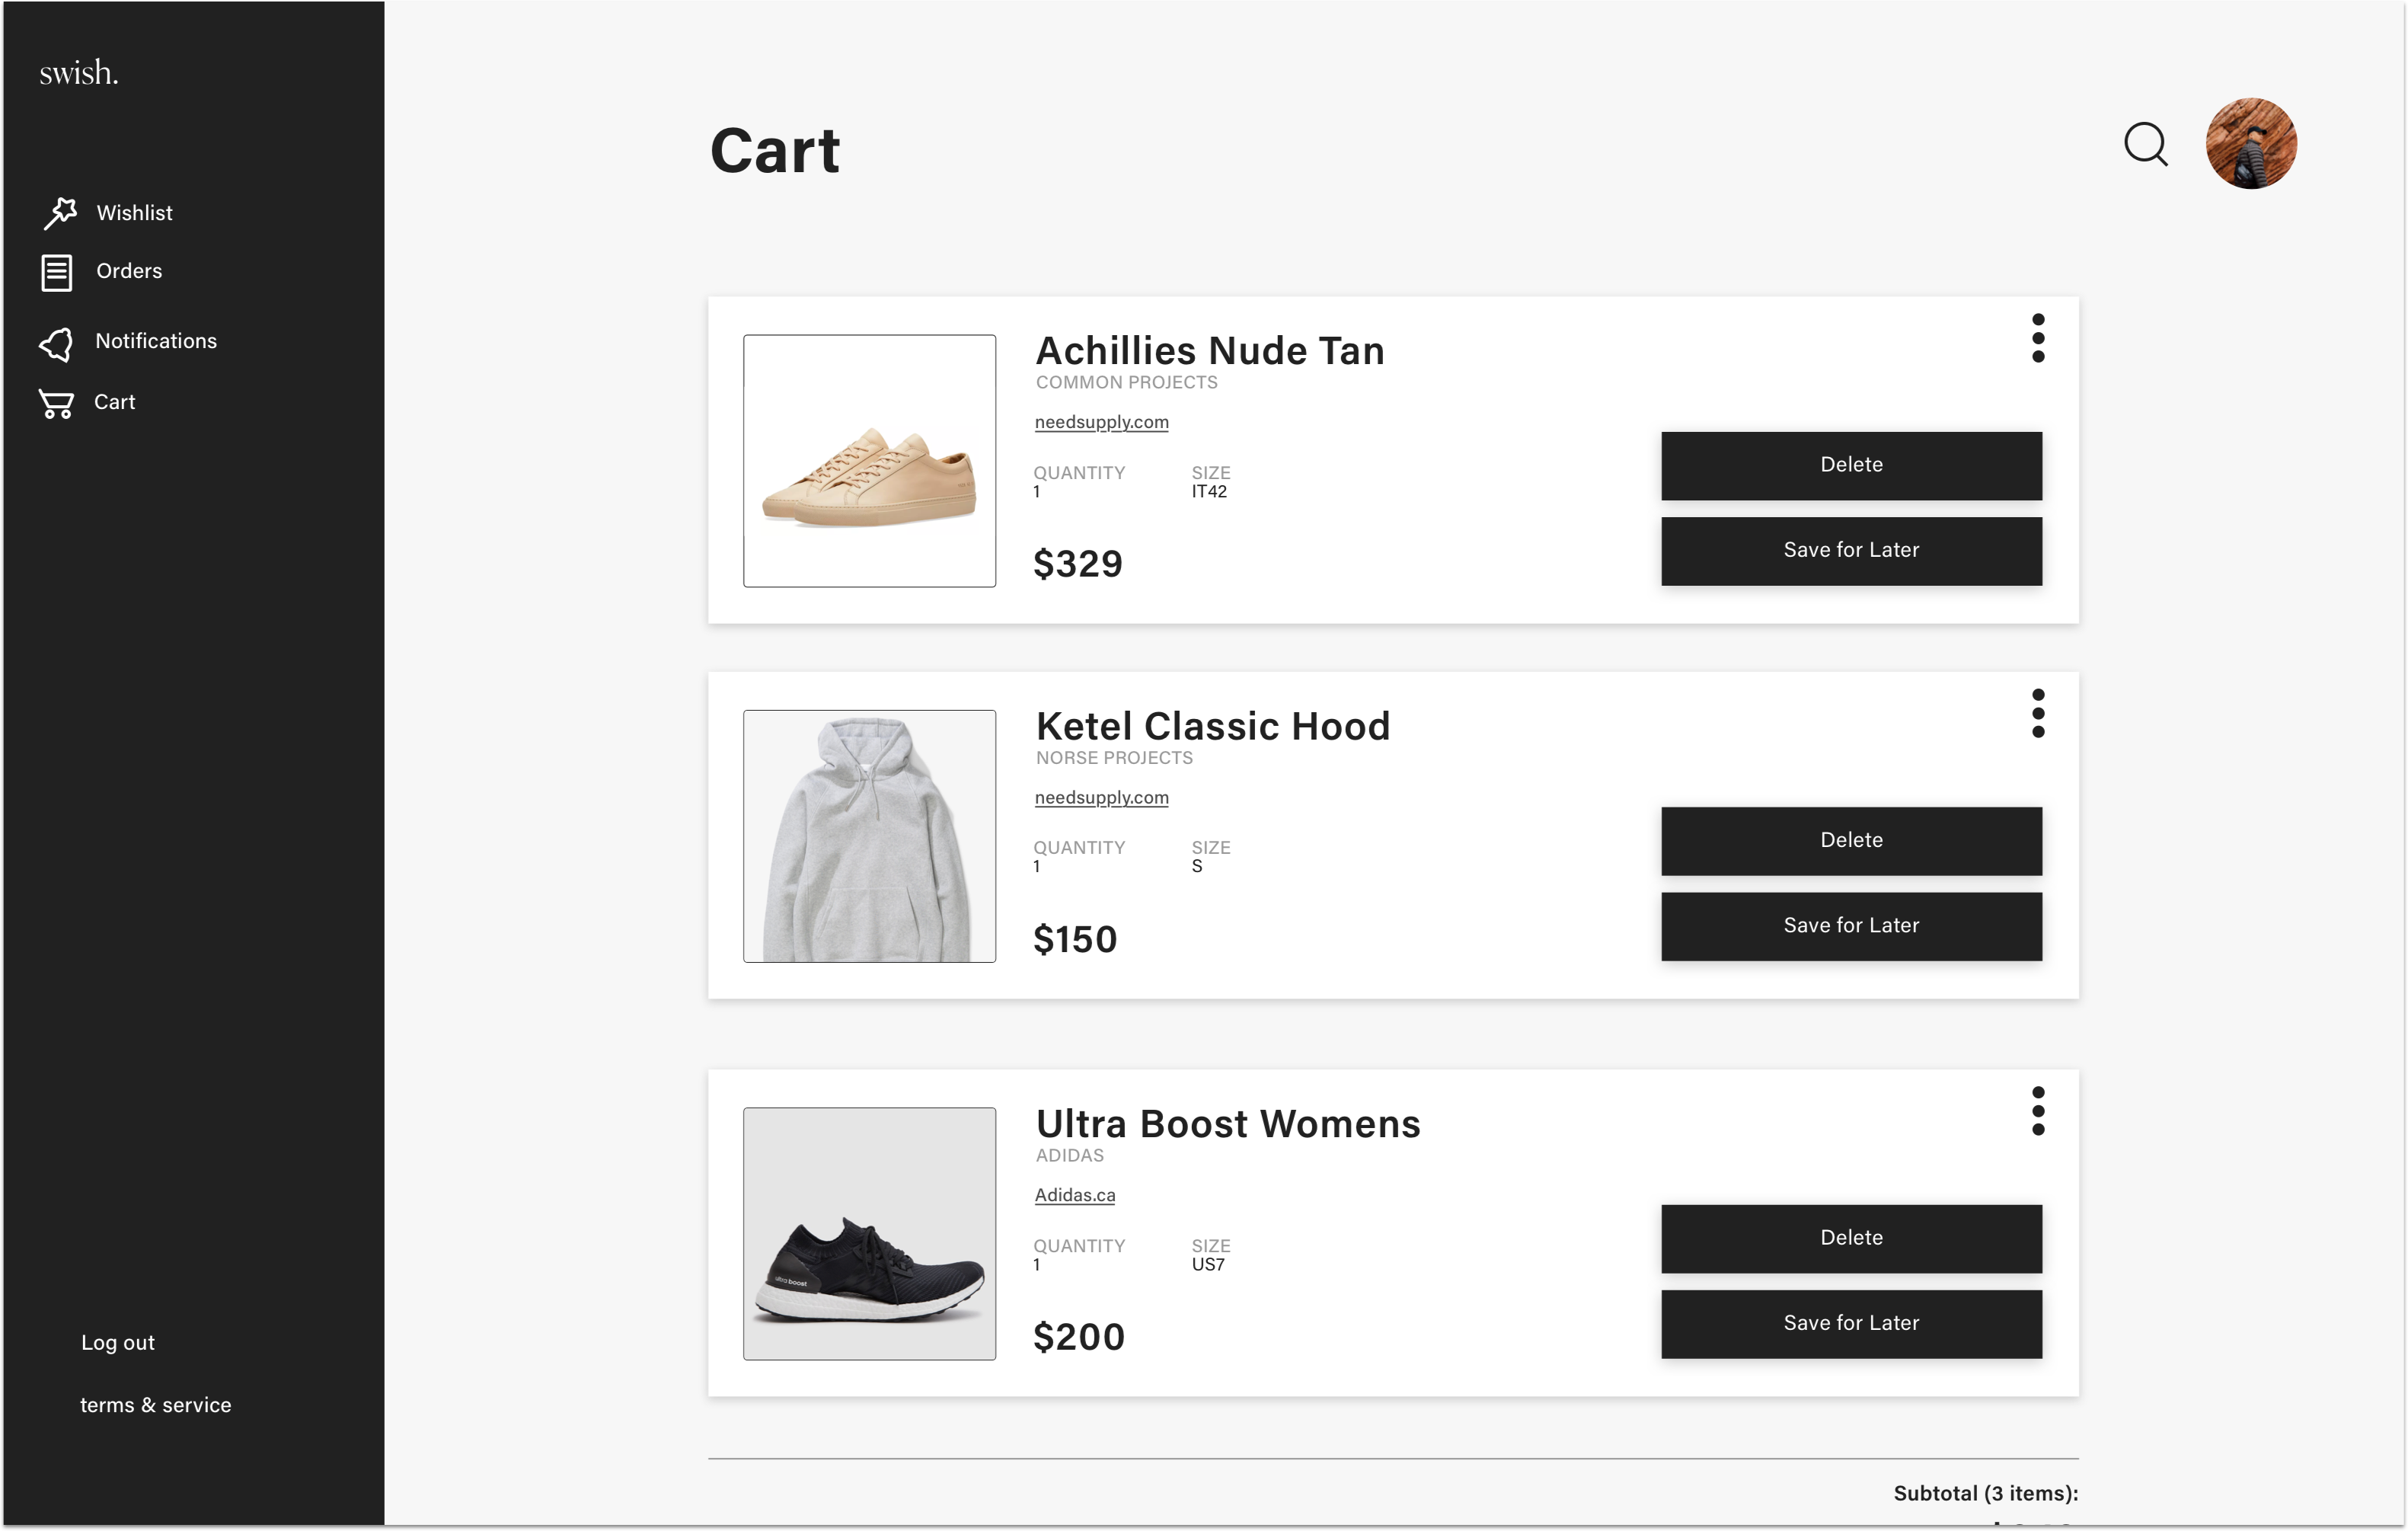 swish.
Wishlist
Orders
Notifications
Cart
Log out
terms & service
Cart
Achillies Nude Tan
COMMON PROJECTS
needsupply.com
QUANTITY SIZE
1 IT42
$329
Delete
Save for Later
Ketel Classic Hood
NORSE PROJECTS
needsupply.com
QUANTITY SIZE
1 S
$150
Delete
Save for Later
ultra boost
Ultra Boost Womens
ADIDAS
Adidas.ca
QUANTITY SIZE
1 US7
$200
Delete
Save for Later
Subtotal (3 items):